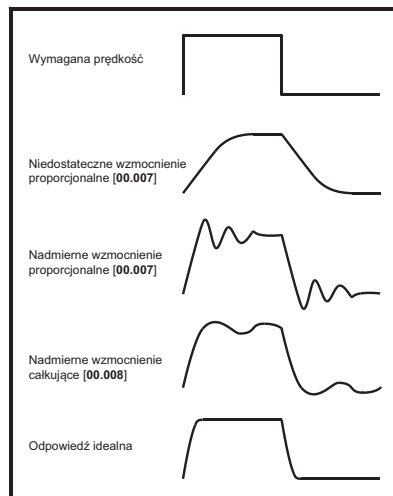 Wymagana prędkość
Niedostateczne wzmocnienie
proporcjonalne [00.007]
Nadmierne wzmocnienie
proporcjonalne [00.007]
Nadmierne wzmocnienie
całkujące [00.008]
Odpowiedź idealna